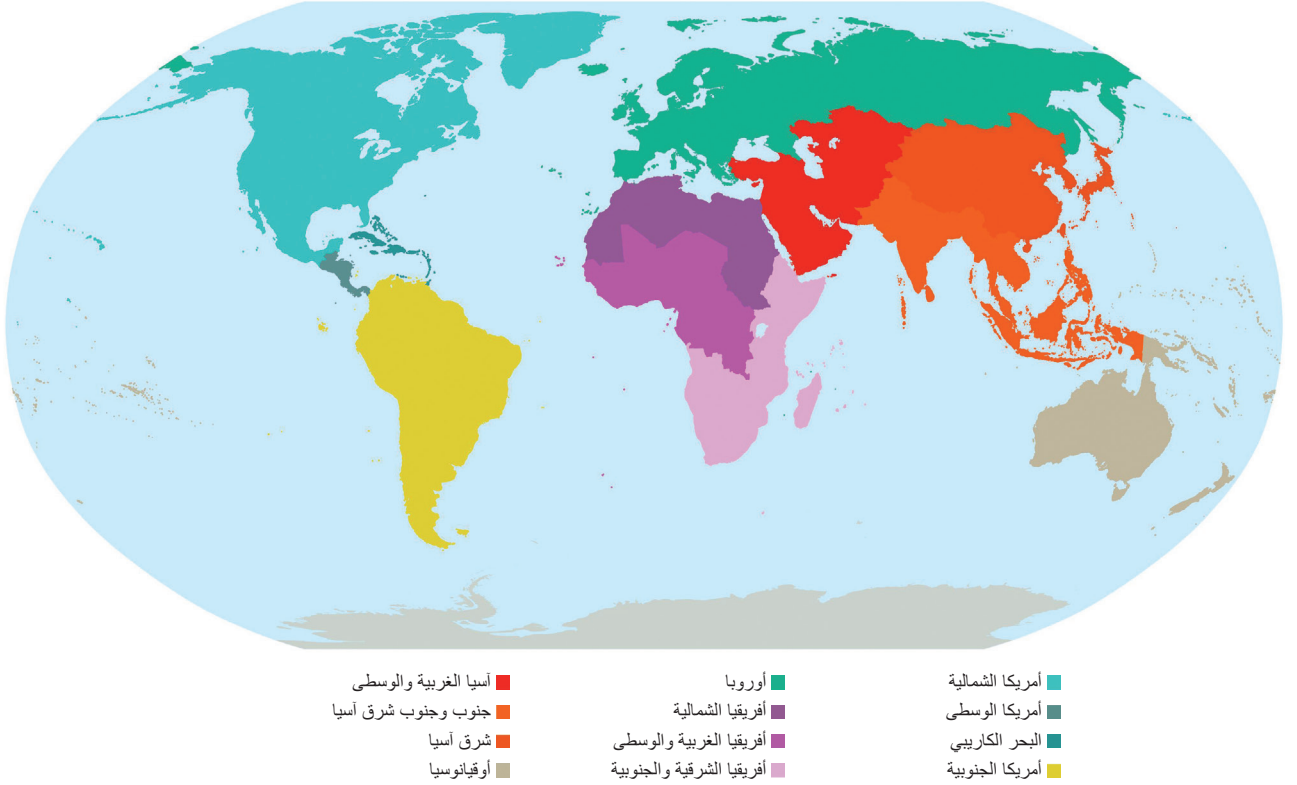 أمريكا الشمالية
أمريكا الوسطى
البحر الكاريبي
أمريكا الجنوبية
أوروبا
أفريقيا الشمالية
أفريقيا الغربية والوسطى
أفريقيا الشرقية والجنوبية
آسيا الغربية والوسطى
جنوب وجنوب شرق آسيا
شرق آسيا
أوقيانوسيا